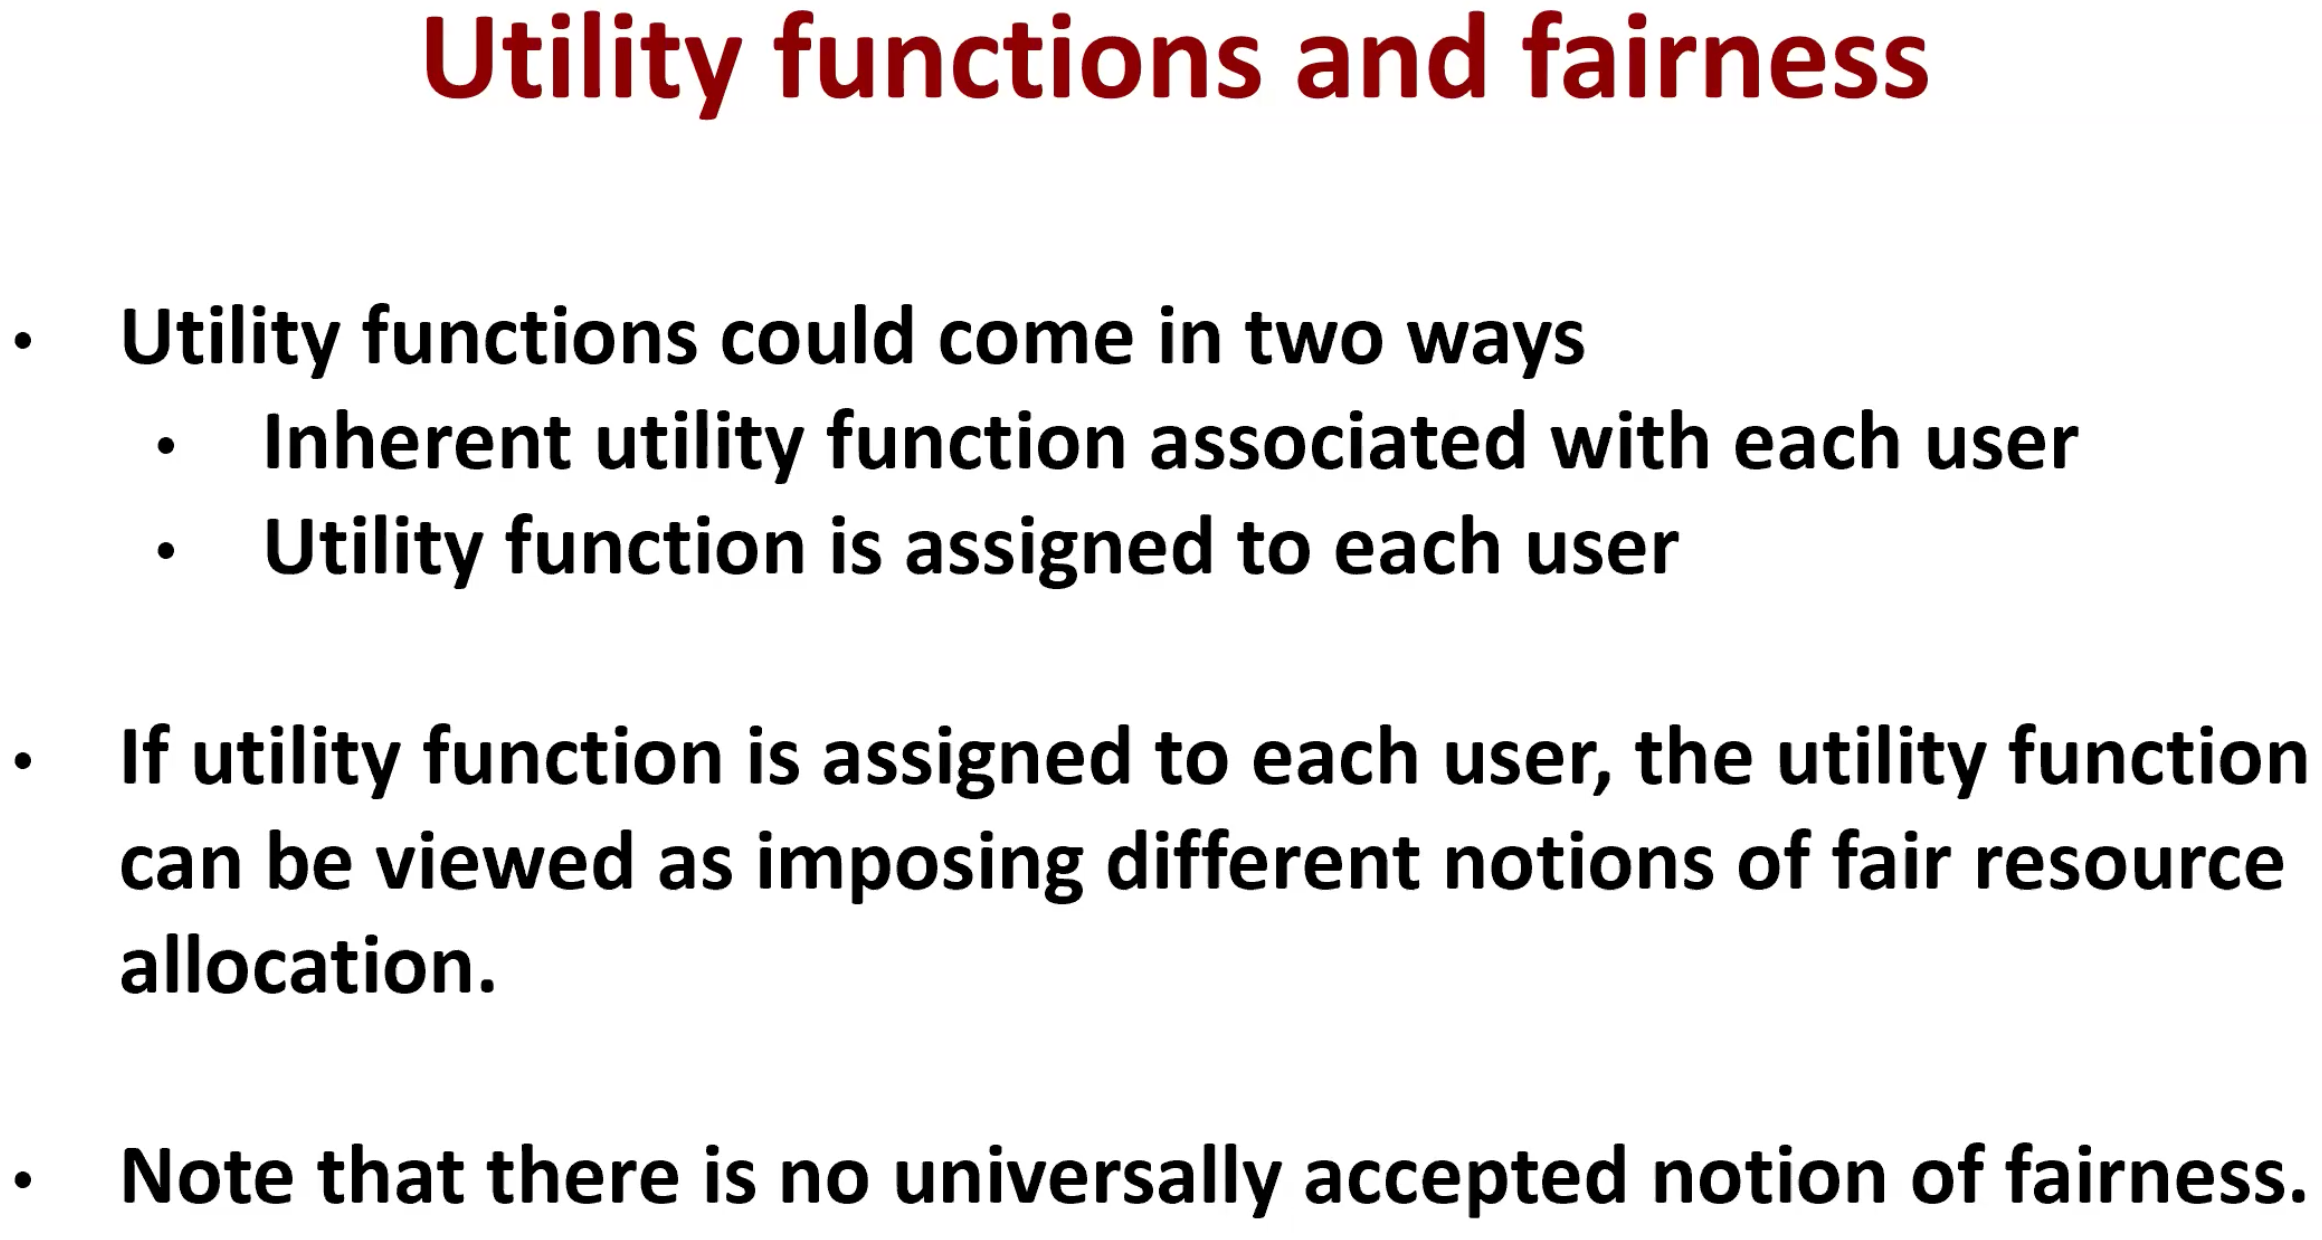 Utility functions and fairness
• Utility functions could come in two ways
• Inherent utility function associated with each user
• Utility function is assigned to each user
• If utility function is assigned to each user, the utility function
can be viewed as imposing different notions of fair resource
allocation.
• Note that there is no universally accepted notion of fairness.